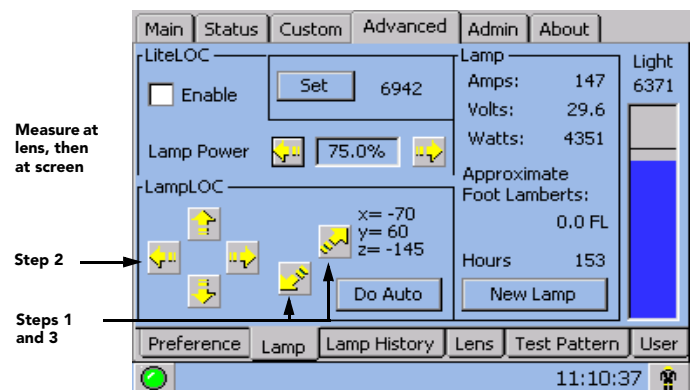 Main Status Custom Advanced Admin About
LiteLOC
Enable
Set 6942
Lamp Power 75.0%
LampLOC
x= -70
y= 60
z= -145
Do Auto
Lamp
Amps: 147
Volts: 29.6
Watts: 4351
Approximate
Foot Lamberts:
0.0 FL
Hours 153
New Lamp
Light
6371
Measure at
lens, then
at screen
Step 2
Steps 1
and 3
Preference Lamp Lamp History Lens Test Pattern User
11:10:37